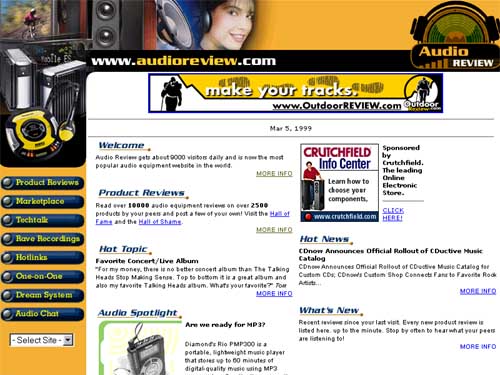 Mobile ES
www.audioreview.com
Audio
REVIEW
make your tracks.
www.OutdoorREVIEW.com
Outdoor
Review.com
Mar 5, 1999
Product Reviews
Marketplace
Techtalk
Rave Recordings
Hotlinks
One-on-One
Dream System
Audio Chat
- Select Site -
Welcome
Audio Review gets about 9000 visitors daily and is now the most
popular audio equipment website in the world.
MORE INFO
Product Reviews
Read over 10000 audio equipment reviews on over 2500
products by your peers and post a few of your own! Visit the Hall of
Fame and the Hall of Shame.
MORE INFO
Hot Topic
Favorite Concert/Live Album
"For my money, there is no better concert album than The Talking
Heads Stop Making Sense. Top to bottom it is a great album and
also my favorite Talking Heads album. What's your favorite?" Tom
MORE INFO
Audio Spotlight
Are we ready for MP3?
Diamond's Rio PMP300 is a
portable, lightweight music player
that stores up to 60 minutes of
digital-quality music using MP3
CRUTCHFIELD
Info Center
Learn how to
choose your
components,
www.crutchfield.com
Sponsored
by
Crutchfield.
The leading
Online
Electronic
Store.
CLICK
HERE!
Hot News
CDnow Announces Official Rollout of CDuctive Music
Catalog
CDnow Announces Official Rollout of CDuctive Music Catalog for
Custom CDs; CDnow's Custom Shop Connects Fans to Favorite Rock
Artists...
MORE INFO
What's New
Recent reviews since your last visit. Every new product review is
listed here, up to the minute. Stop by often to hear what your peers
are listening to!